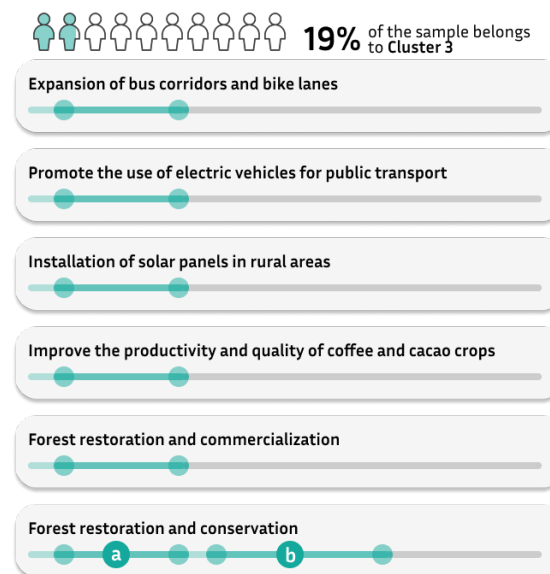 19% of the sample belongs
to Cluster 3
Expansion of bus corridors and bike lanes
Promote the use of electric vehicles for public transport
Installation of solar panels in rural areas
Improve the productivity and quality of coffee and cacao crops
Forest restoration and commercialization
Forest restoration and conservation
a b